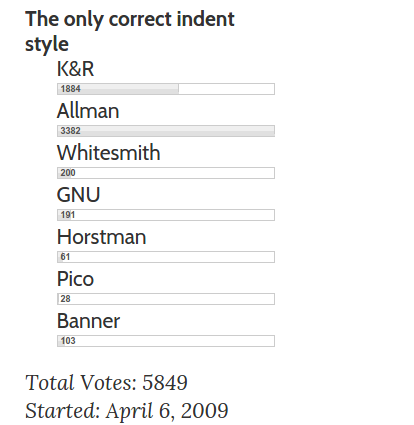 The only correct indent
style
K&R
1884
Allman
3382
Whitesmith
200
GNU
191
Horstman
61
Pico
28
Banner
103
Total Votes: 5849
Started: April 6, 2009